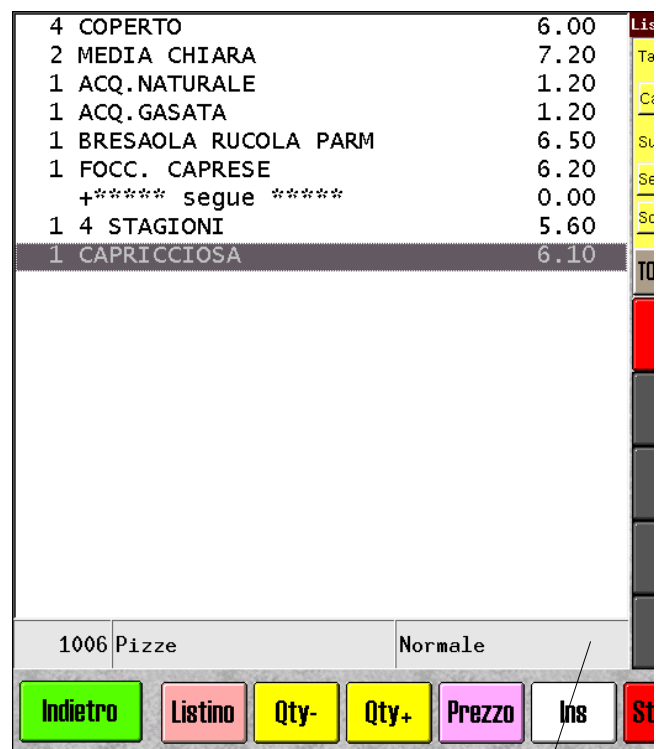 4 COPERTO 6.00
2 MEDIA CHIARA 7.20
1 ACQ.NATURALE 1.20
1 ACQ.GASATA 1.20
1 BRESAOLA RUCOLA PARM 6.50
1 FOCC. CAPRESE 6.20
+***** segue ***** 0.00
1 4 STAGIONI 5.60
1 CAPRICCIOSA 6.10
1006 Pizze Normale
Indietro Listino Qty- Qty+ Prezzo Ins